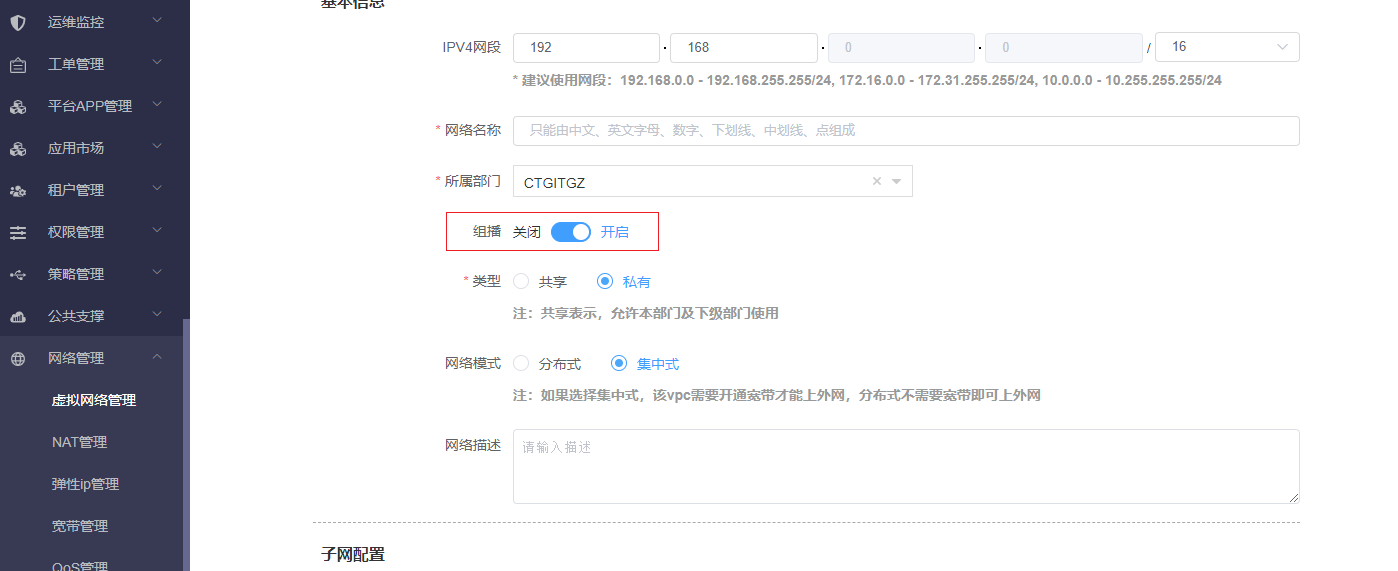 运维监控
工单管理
平台APP管理
应用市场
租户管理
权限管理
策略管理
公共支撑
网络管理
虚拟网络管理
NAT管理
弹性ip管理
宽带管理
QoS管理
基本信息
IPV4网段 192 . 168 . 0 . 0 / 16
* 建议使用网段：192.168.0.0 - 192.168.255.255/24, 172.16.0.0 - 172.31.255.255/24, 10.0.0.0 - 10.255.255.255/24
* 网络名称 只能由中文、英文字母、数字、下划线、中划线、点组成
* 所属部门 CTGITGZ
组播 关闭 开启
* 类型 共享 私有
注：共享表示，允许本部门及下级部门使用
网络模式 分布式 集中式
注：如果选择集中式，该vpc需要开通宽带才能上外网，分布式不需要宽带即可上外网
网络描述 请输入描述
子网配置